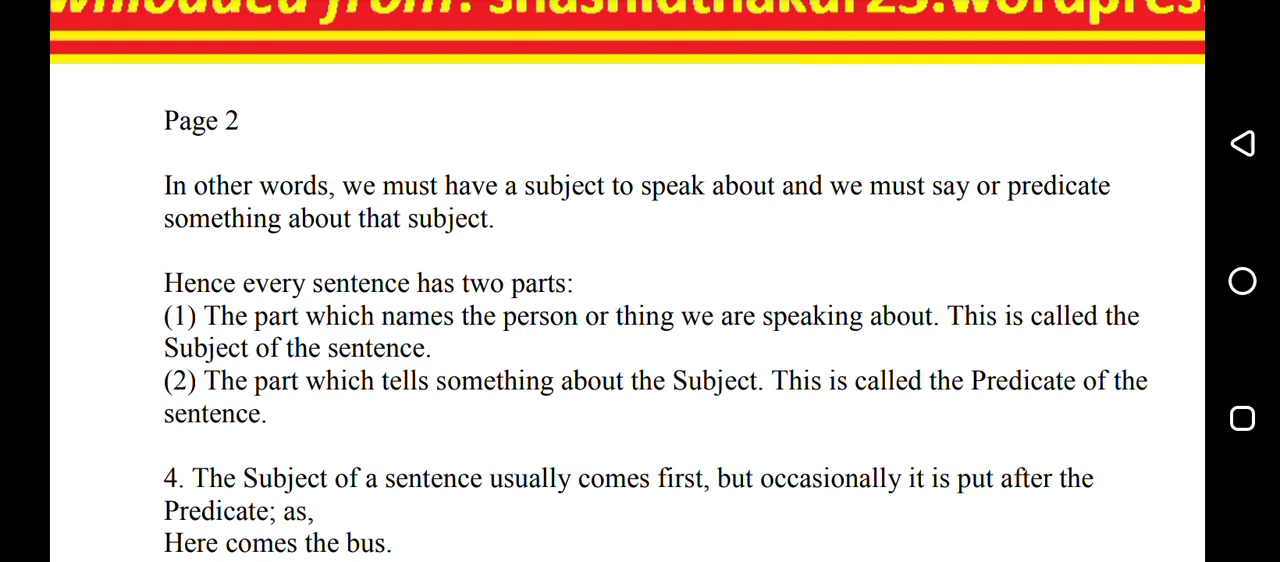 from: shashidthakur23.wordpres
Page 2
In other words, we must have a subject to speak about and we must say or predicate
something about that subject.
Hence every sentence has two parts:
(1) The part which names the person or thing we are speaking about. This is called the
Subject of the sentence.
(2) The part which tells something about the Subject. This is called the Predicate of the
sentence.
4. The Subject of a sentence usually comes first, but occasionally it is put after the
Predicate; as,
Here comes the bus.